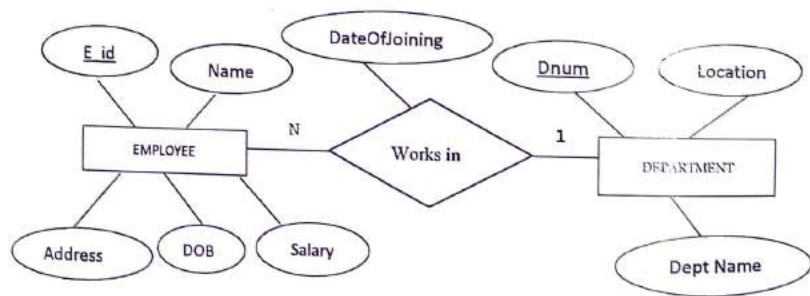 DateOfJoining
E_id
Name
Dnum
Location
N
1
EMPLOYEE
Works in
DEPARTMENT
Address
DOB
Salary
Dept Name